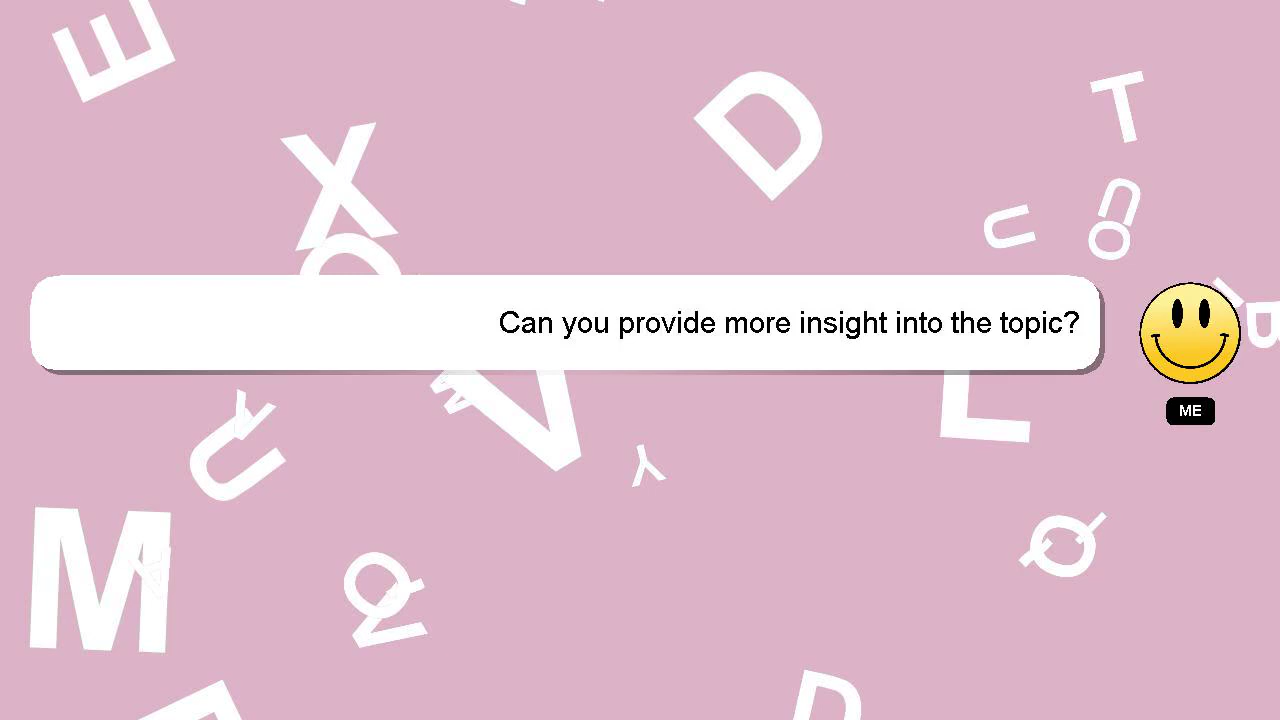 E
X
D
T
U
U
O
Can you provide more insight into the topic?
ME
V
L
Y
U
Y
M
Q
D